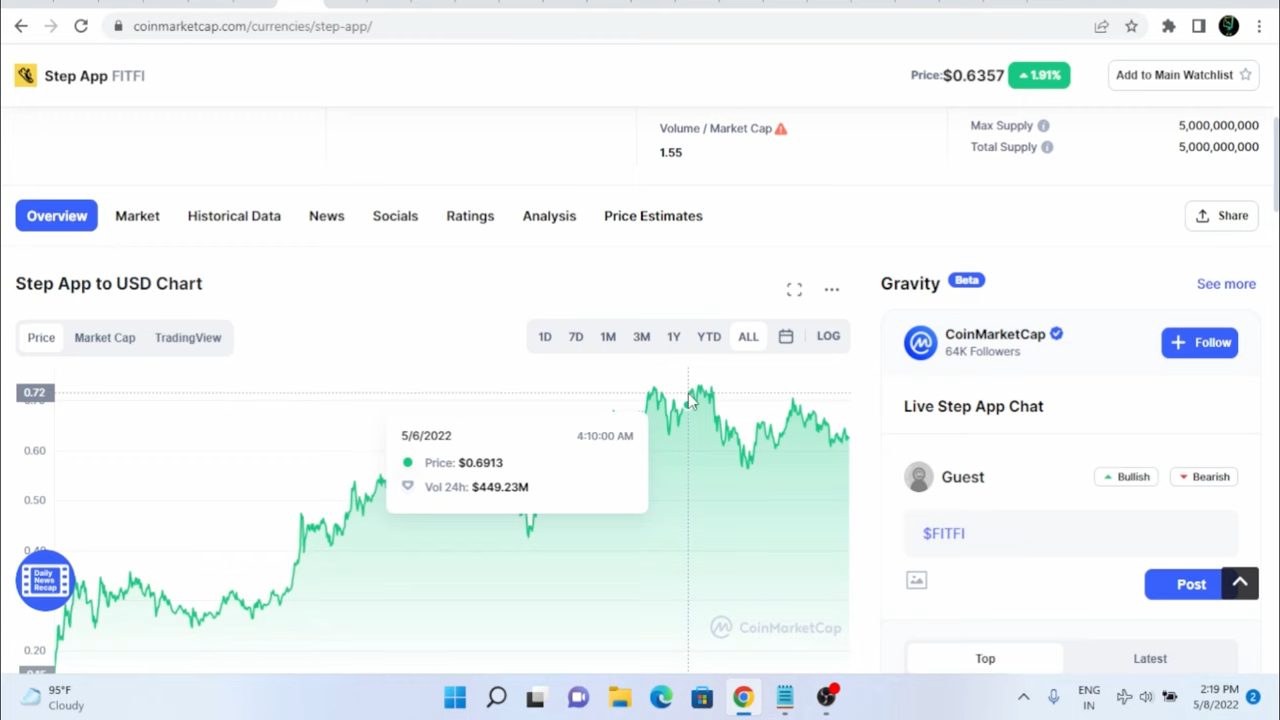 coinmarketcap.com/currencies/step-app/
Step App FITFI
Price:$0.6357 1.91% Add to Main Watchlist
Volume / Market Cap
1.55
Max Supply 5,000,000,000
Total Supply 5,000,000,000
Overview Market Historical Data News Socials Ratings Analysis Price Estimates Share
Step App to USD Chart
Price Market Cap TradingView 1D 7D 1M 3M 1Y YTD ALL LOG
0.72
0.60
0.50
0.20
5/6/2022 4:10:00 AM
Price: $0.6913
Vol 24h: $449.23M
CoinMarketCap
Gravity Beta See more
CoinMarketCap
64K Followers
Follow
Live Step App Chat
Guest Bullish Bearish
$FITFI
Post
Top Latest
Daily
News
Recap
95°F
Cloudy
ENG
IN
2:19 PM
5/8/2022
2